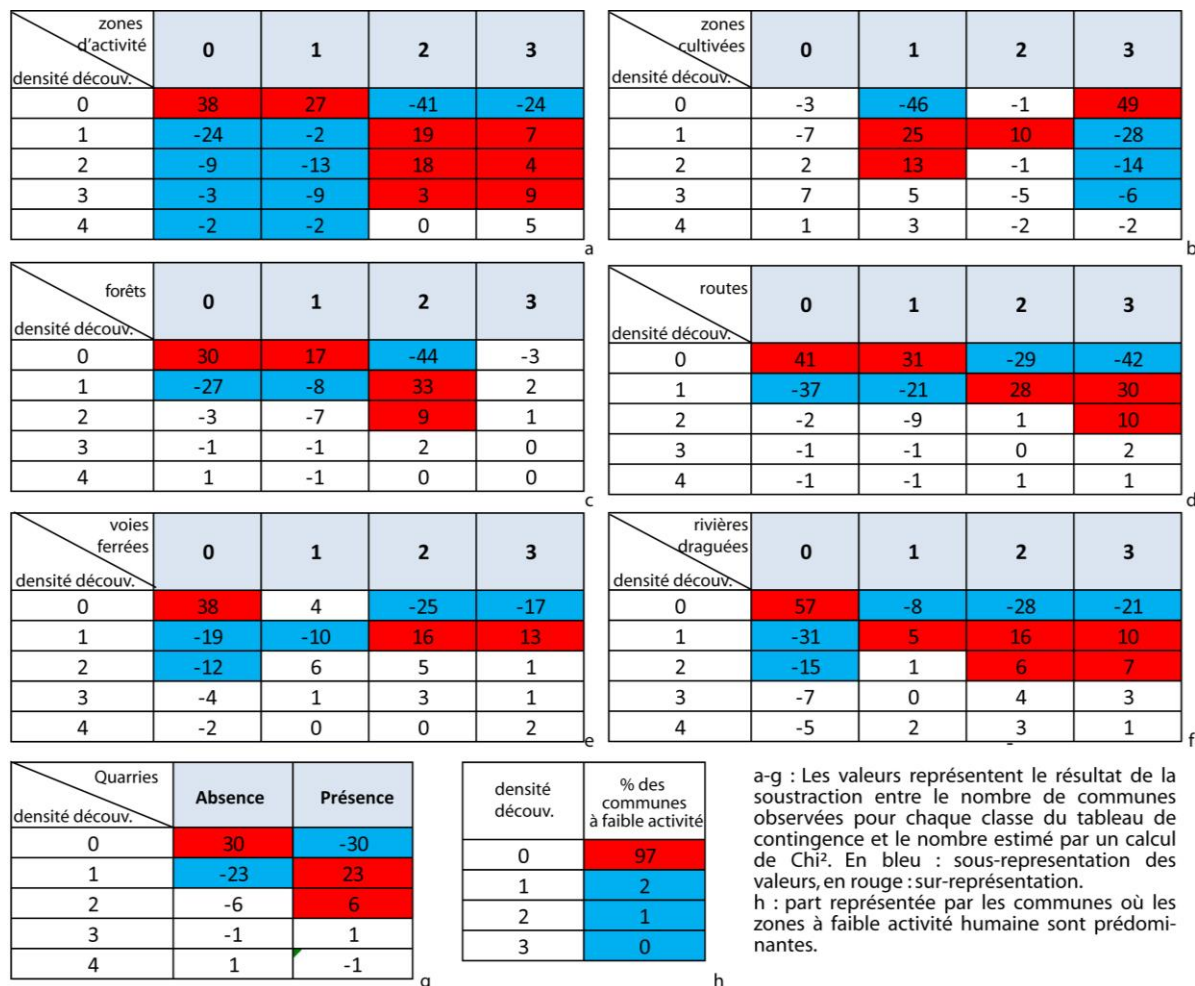 zones
d'activité
densité découv.
0 1 2 3
0 38 27 -41 -24
1 -24 -2 19 7
2 -9 -13 18 4
3 -3 -9 3 9
4 -2 -2 0 5
a
zones
cultivées
densité découv.
0 1 2 3
0 -3 -46 -1 49
1 -7 25 10 -28
2 2 13 -1 -14
3 7 5 -5 -6
4 1 3 -2 -2
b
forêts
densité découv.
0 1 2 3
0 30 17 -44 -3
1 -27 -8 33 2
2 -3 -7 9 1
3 -1 -1 2 0
4 1 -1 0 0
c
routes
densité découv.
0 1 2 3
0 41 31 -29 -42
1 -37 -21 28 30
2 -2 -9 1 10
3 -1 -1 0 2
4 -1 -1 1 1
d
voies
ferrées
densité découv.
0 1 2 3
0 38 4 -25 -17
1 -19 -10 16 13
2 -12 6 5 1
3 -4 1 3 1
4 -2 0 0 2
e
rivières
draguées
densité découv.
0 1 2 3
0 57 -8 -28 -21
1 -31 5 16 10
2 -15 1 6 7
3 -7 0 4 3
4 -5 2 3 1
f
Quarries
densité découv.
Absence Présence
0 30 -30
1 -23 23
2 -6 6
3 -1 1
4 1 -1
g
densité
découv.
% des
communes
à faible activité
0 97
1 2
2 1
3 0
h
a-g : Les valeurs représentent le résultat de la
soustraction entre le nombre de communes
observées pour chaque classe du tableau de
contingence et le nombre estimé par un calcul
de Chi². En bleu : sous-representation des
valeurs, en rouge : sur-représentation.
h : part représentée par les communes où les
zones à faible activité humaine sont prédomi-
nantes.